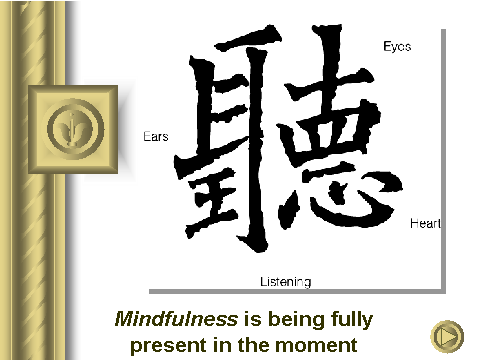 聽
Eyes
Ears
Heart
Listening
Mindfulness is being fully
present in the moment